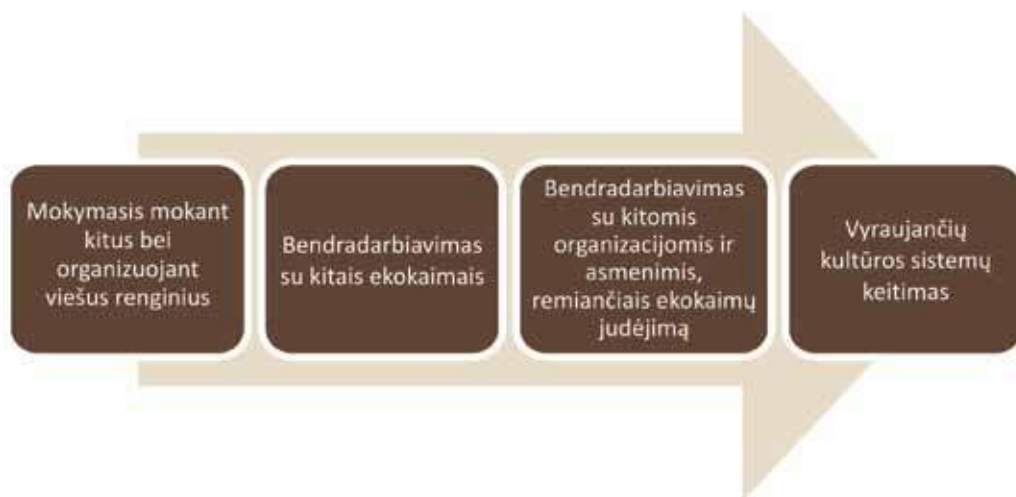 Mokymasis mokant
kitus bei
organizuojant
viešus renginius
Bendradarbiavimas
su kitais ekokaimais
Bendradarbiavimas
su kitomis
organizacijomis ir
asmenimis,
remiančiais ekokaimų
judėjimą
Vyraujančių
kultūros sistemų
keitimas